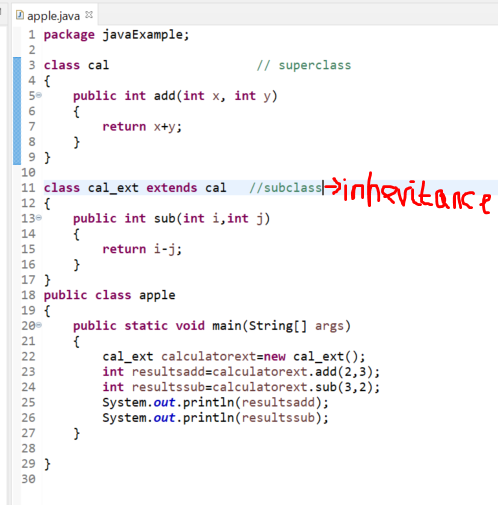 apple.java
1 package javaExample;
2
3 class cal // superclass
4 {
5 public int add(int x, int y)
6 {
7 return x+y;
8 }
9 }
10
11 class cal_ext extends cal //subclass →inheritance
12 {
13 public int sub(int i,int j)
14 {
15 return i-j;
16 }
17 }
18 public class apple
19 {
20 public static void main(String[] args)
21 {
22 cal_ext calculatorext=new cal_ext();
23 int resultsadd=calculatorext.add(2,3);
24 int resultssub=calculatorext.sub(3,2);
25 System.out.println(resultsadd);
26 System.out.println(resultssub);
27 }
28
29 }
30